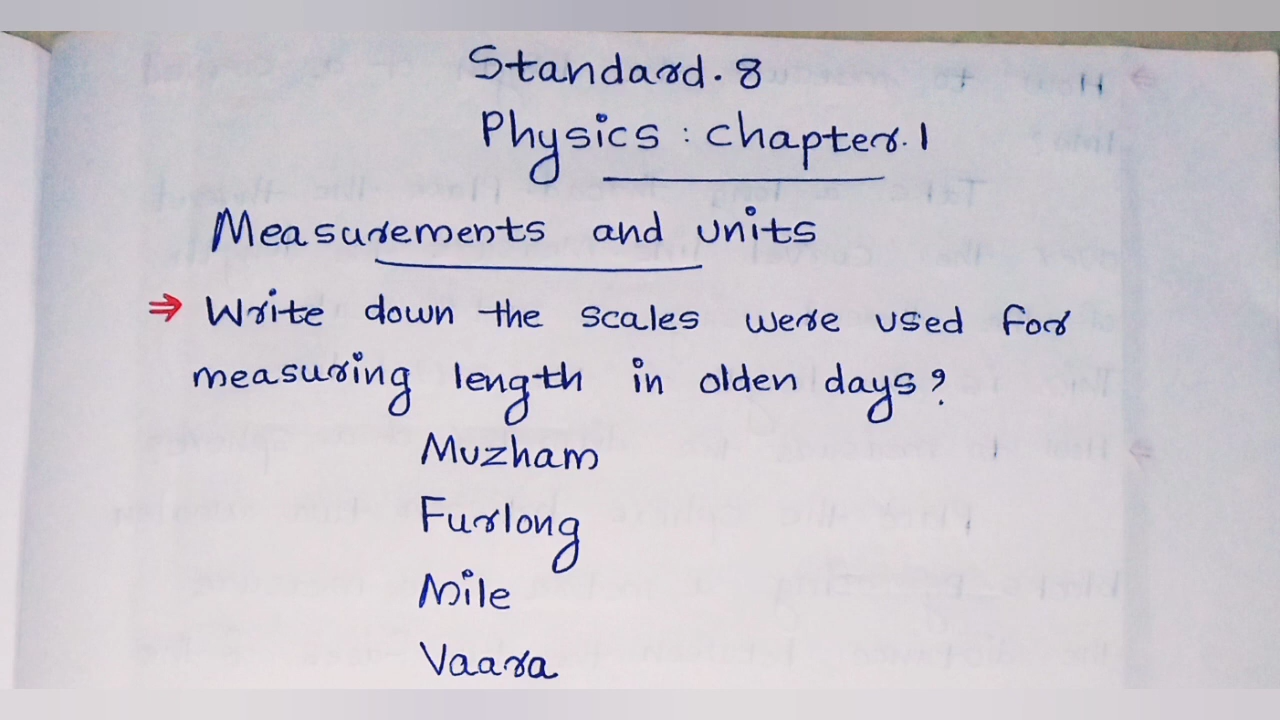 Standard. 8
Physics : chapter. 1
Measurements and units
⇒ Write down the scales were used for
measuring length in olden days?
Muzham
Furlong
Mile
Vaara